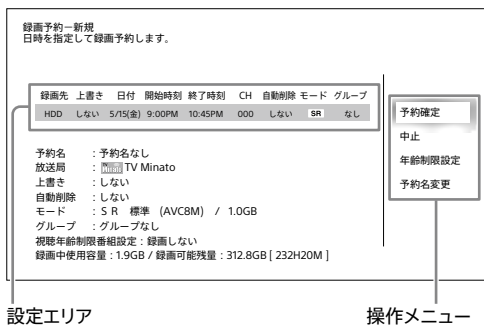 録画予約－新規
日時を指定して録画予約します。
録画先 上書き 日付 開始時刻 終了時刻 CH 自動削除 モード グループ
HDD しない 5/15(金) 9:00PM 10:45PM 000 しない SR なし
予約確定
中止
年齢制限設定
予約名変更
予約名 ：予約名なし
放送局 ： TV Minato TV Minato
上書き ：しない
自動削除 ：しない
モード ：ＳＲ 標準 (AVC8M) / 1.0GB
グループ ：グループなし
視聴年齢制限番組設定：録画しない
録画中使用容量：1.9GB / 録画可能残量：312.8GB [ 232H20M ]
設定エリア
操作メニュー